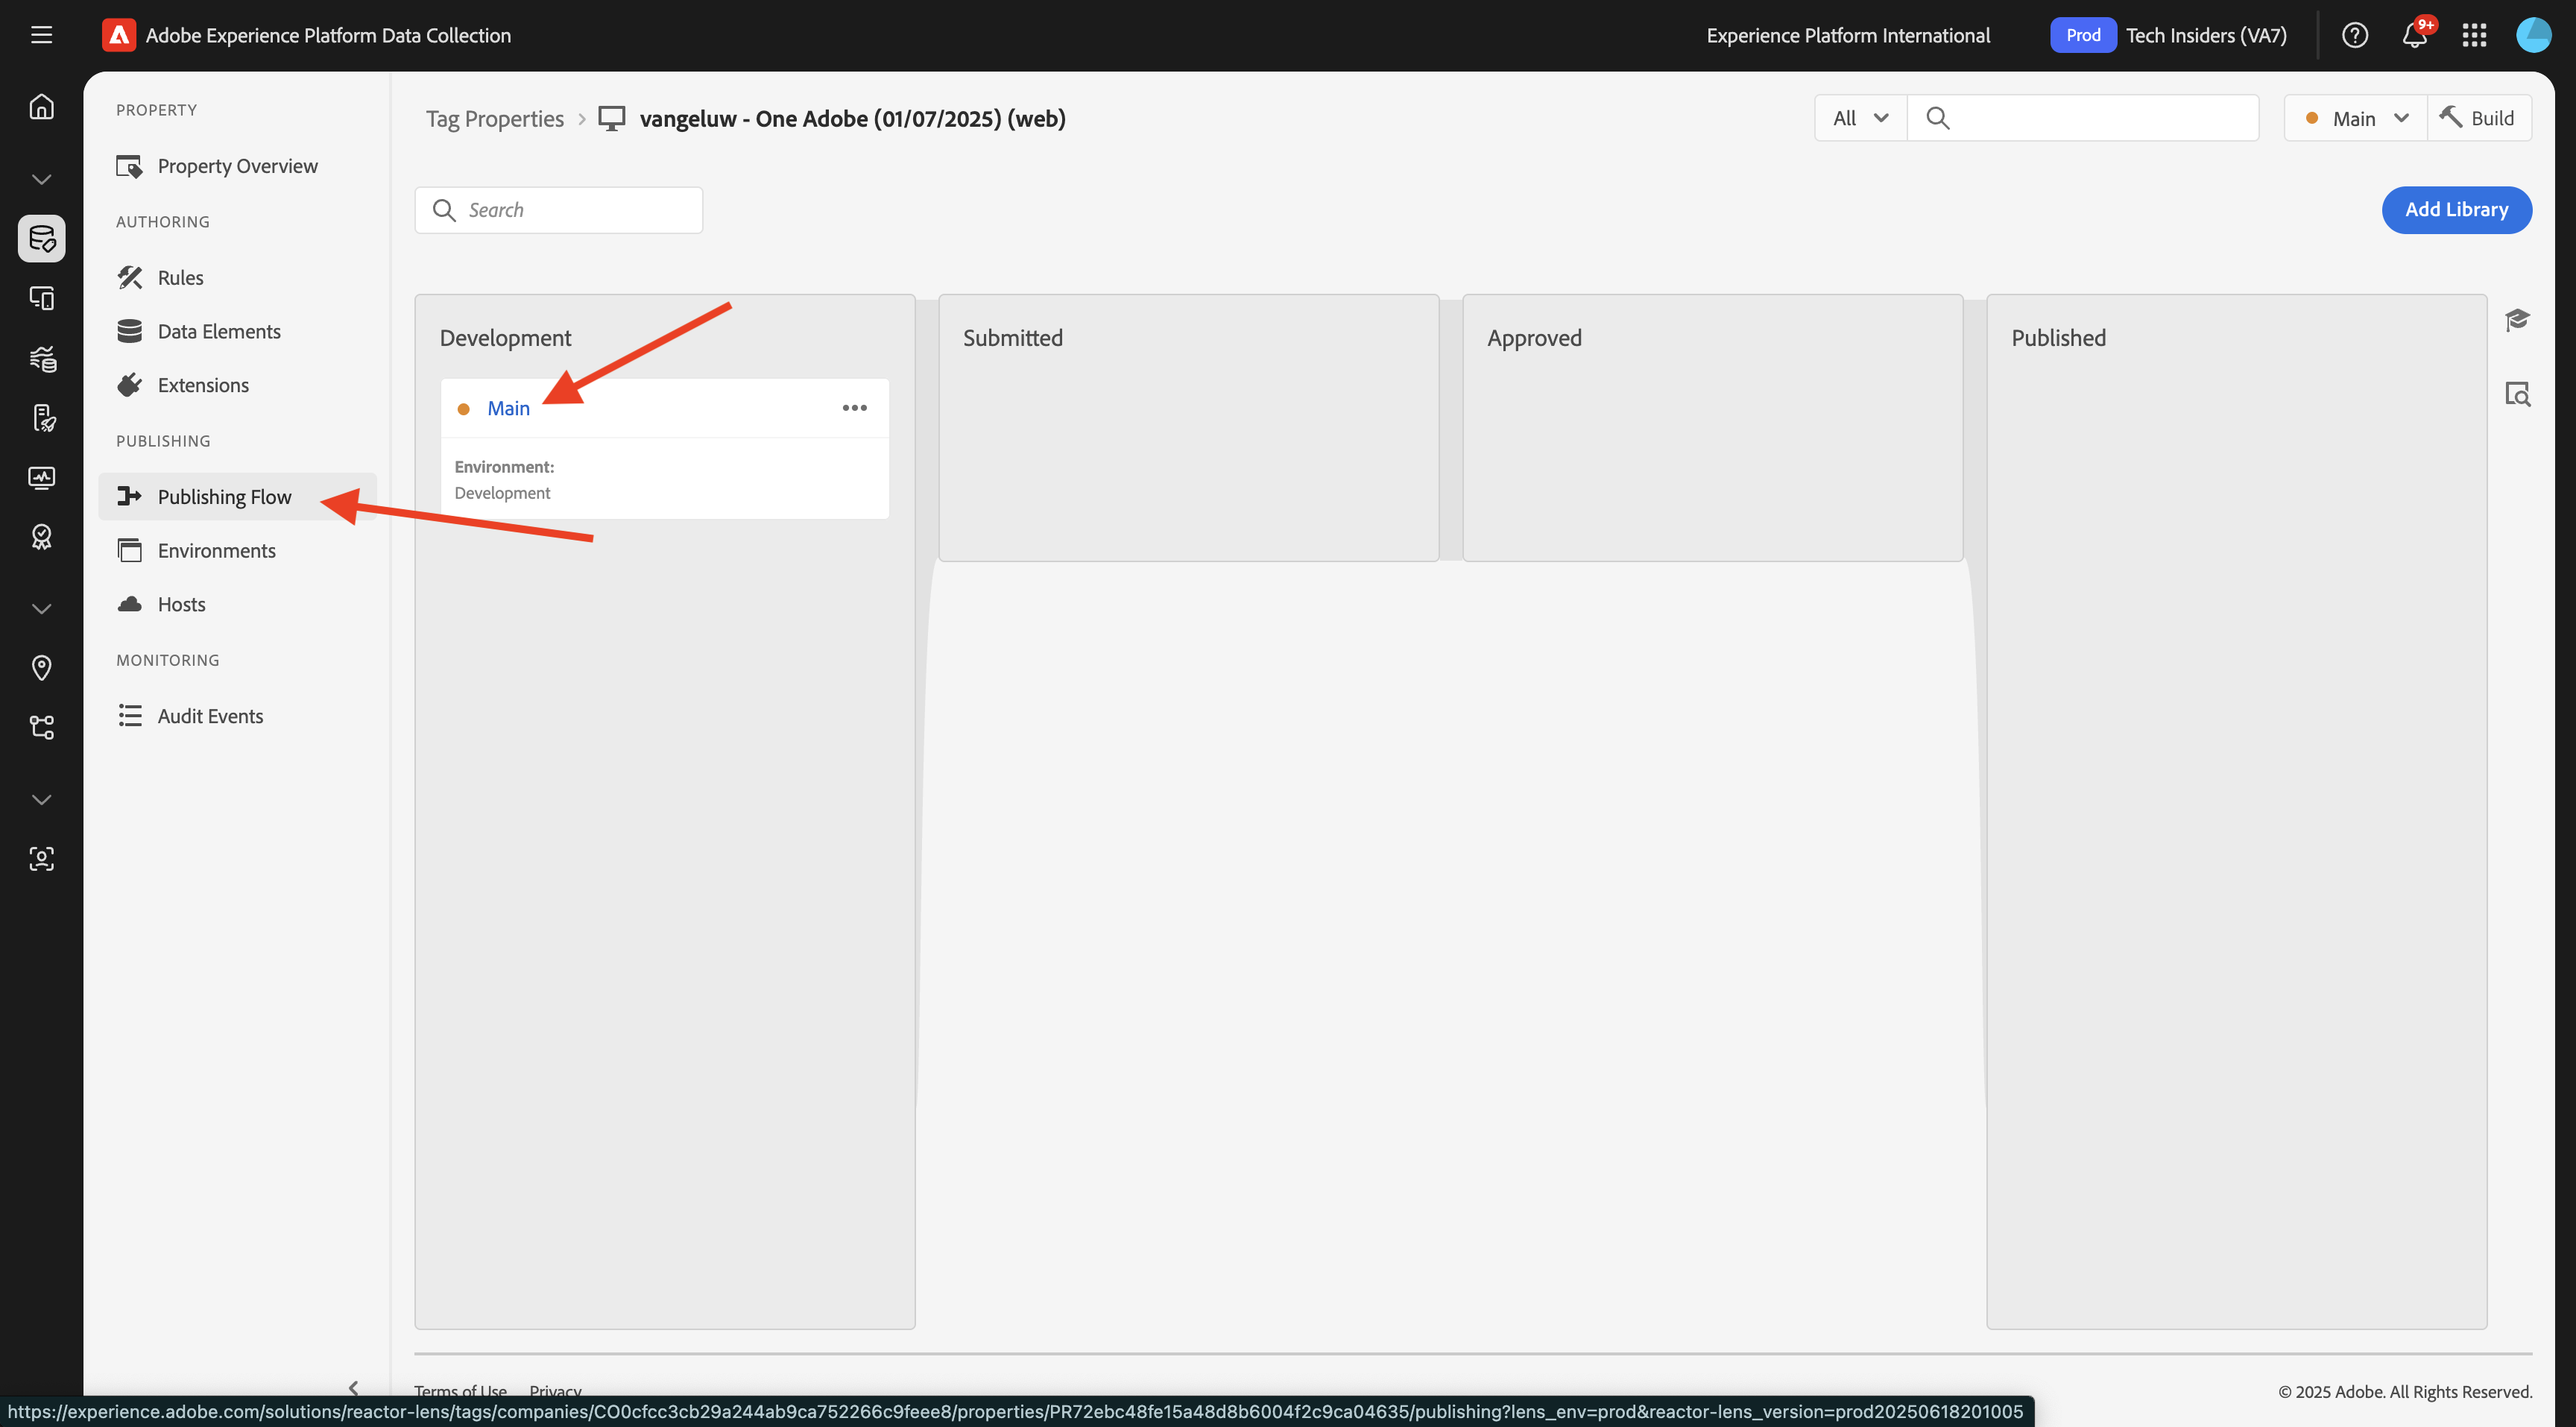 Adobe Experience Platform Data Collection
Experience Platform International
Prod
Tech Insiders (VA7)
9+
PROPERTY
Property Overview
AUTHORING
Rules
Data Elements
Extensions
PUBLISHING
Publishing Flow
Environments
Hosts
MONITORING
Audit Events
Tag Properties
vangeluw - One Adobe (01/07/2025) (web)
All
Main
Build
Search
Add Library
Development
Main
Environment:
Development
Submitted
Approved
Published
Terms of Use
Privacy
© 2025 Adobe. All Rights Reserved.
https://experience.adobe.com/solutions/reactor-lens/tags/companies/CO0cfcc3cb29a244ab9ca752266c9feee8/properties/PR72ebc48fe15a48d8b6004f2c9ca04635/publishing?lens_env=prod&reactor-lens_version=prod20250618201005